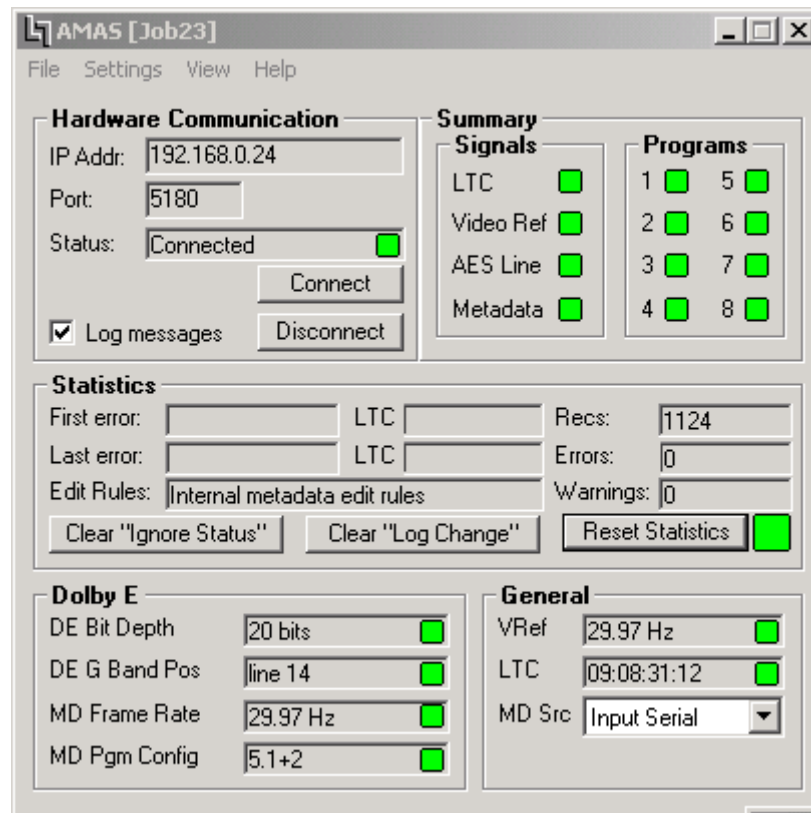 AMAS [Job23]
File Settings View Help
Hardware Communication
IP Addr: 192.168.0.24
Port: 5180
Status: Connected
Connect
Log messages Disconnect
Summary
Signals
LTC
Video Ref
AES Line
Metadata
Programs
1 5
2 6
3 7
4 8
Statistics
First error: LTC Recs: 1124
Last error: LTC Errors: 0
Edit Rules: Internal metadata edit rules Warnings: 0
Clear "Ignore Status" Clear "Log Change" Reset Statistics
Dolby E
DE Bit Depth 20 bits
DE G Band Pos line 14
MD Frame Rate 29.97 Hz
MD Pgm Config 5.1+2
General
VRef 29.97 Hz
LTC 09:08:31:12
MD Src Input Serial